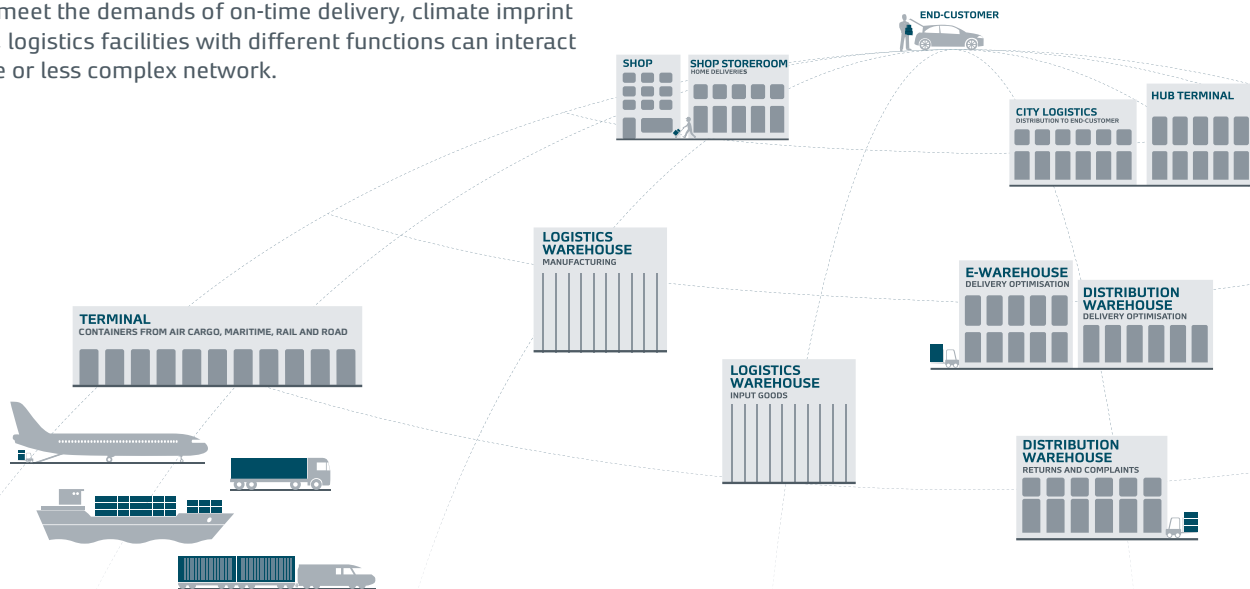 meet the demands of on-time delivery, climate imprint
logistics facilities with different functions can interact
or less complex network.
END-CUSTOMER
SHOP
SHOP STOREROOM
HOME DELIVERIES
CITY LOGISTICS
DISTRIBUTION TO END-CUSTOMER
HUB TERMINAL
LOGISTICS
WAREHOUSE
MANUFACTURING
E-WAREHOUSE
DELIVERY OPTIMISATION
DISTRIBUTION
WAREHOUSE
DELIVERY OPTIMISATION
TERMINAL
CONTAINERS FROM AIR CARGO, MARITIME, RAIL AND ROAD
LOGISTICS
WAREHOUSE
INPUT GOODS
DISTRIBUTION
WAREHOUSE
RETURNS AND COMPLAINTS